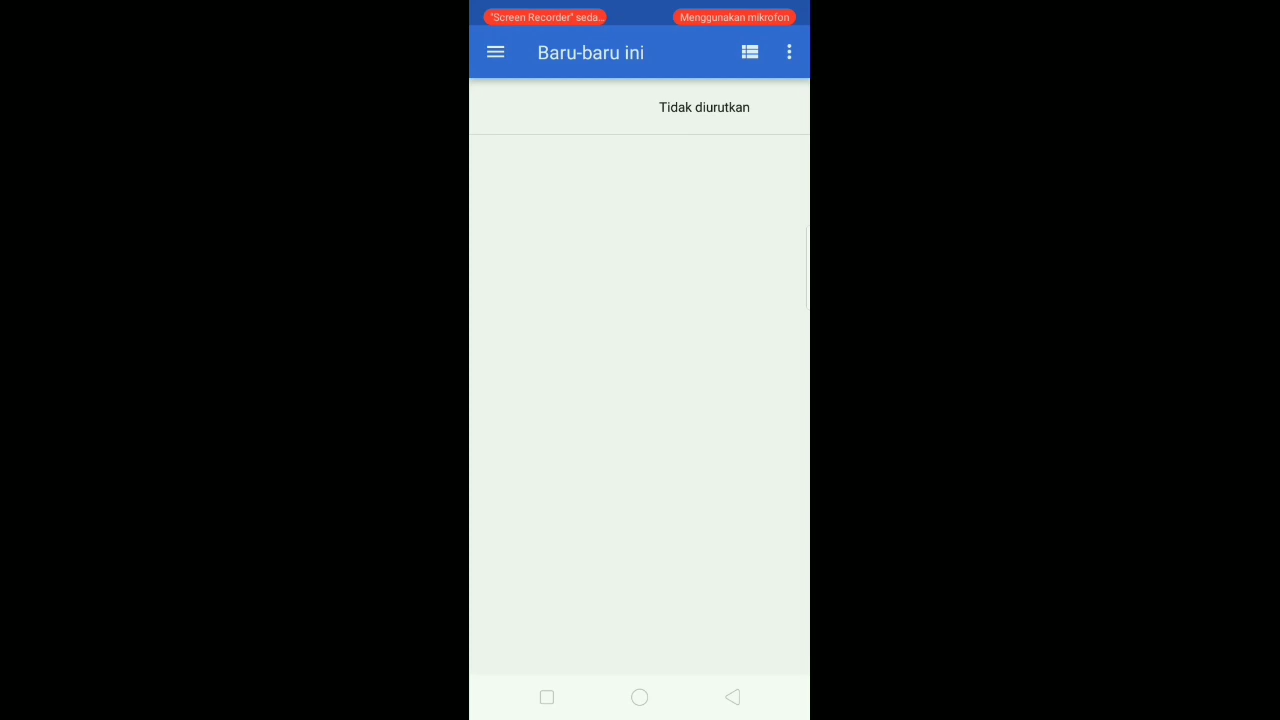 "Screen Recorder" seda...
Menggunakan mikrofon
Baru-baru ini
Tidak diurutkan